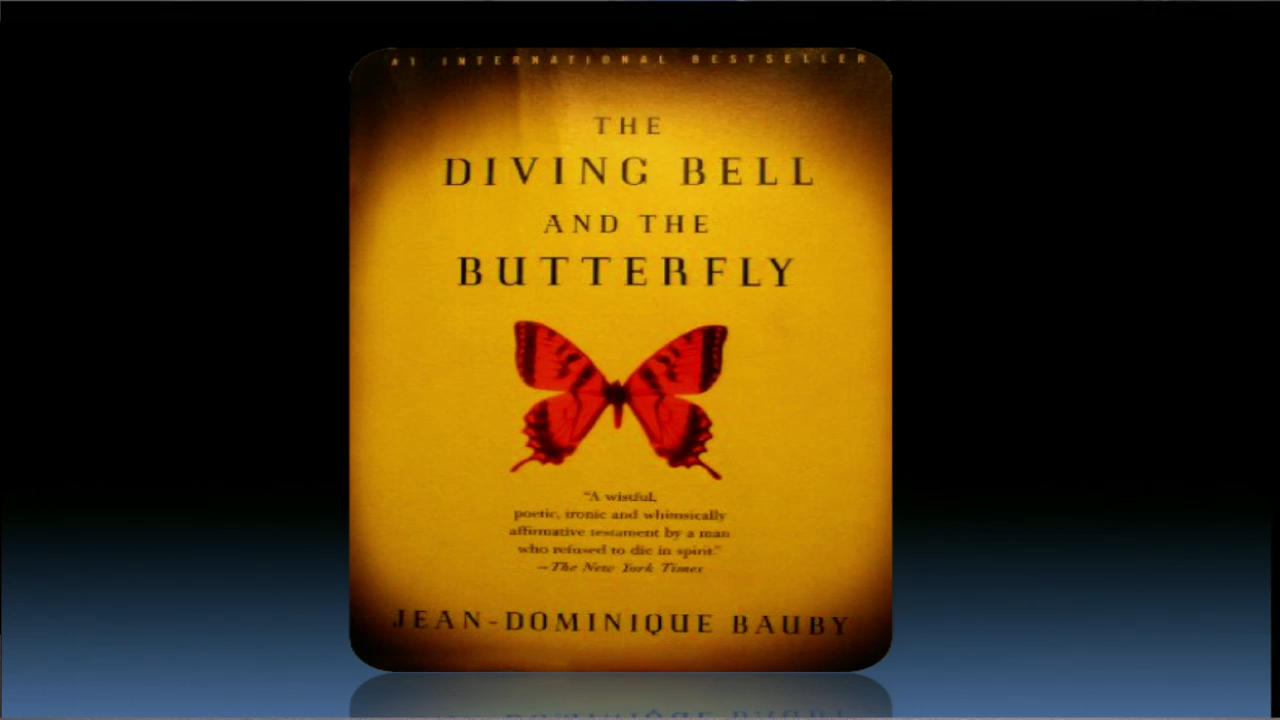 #1 INTERNATIONAL BESTSELLER
THE
DIVING BELL
AND THE
BUTTERFLY
"A wistful,
poetic, ironic and whimsically
affirmative testament by a man
who refused to die in spirit."
—The New York Times
JEAN-DOMINIQUE BAUBY